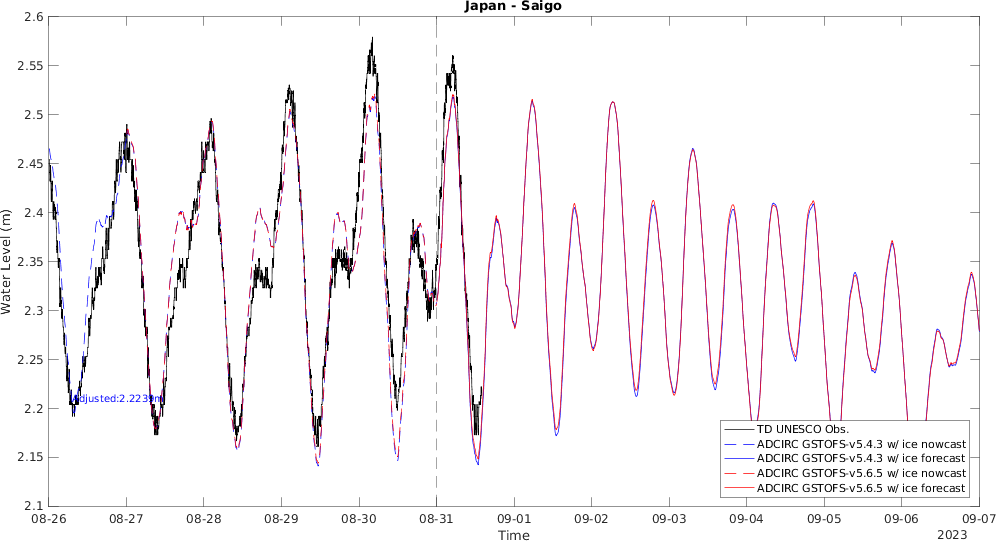 Japan - Saigo
2.6
2.55
2.5
2.45
2.4
2.35
2.3
2.25
2.2
2.15
2.1
Water Level (m)
Adjusted:2.2239m
TD UNESCO Obs.
ADCIRC GSTOFS-v5.4.3 w/ ice nowcast
ADCIRC GSTOFS-v5.4.3 w/ ice forecast
ADCIRC GSTOFS-v5.6.5 w/ ice nowcast
ADCIRC GSTOFS-v5.6.5 w/ ice forecast
08-26 08-27 08-28 08-29 08-30 08-31 09-01 09-02 09-03 09-04 09-05 09-06 09-07
Time
2023